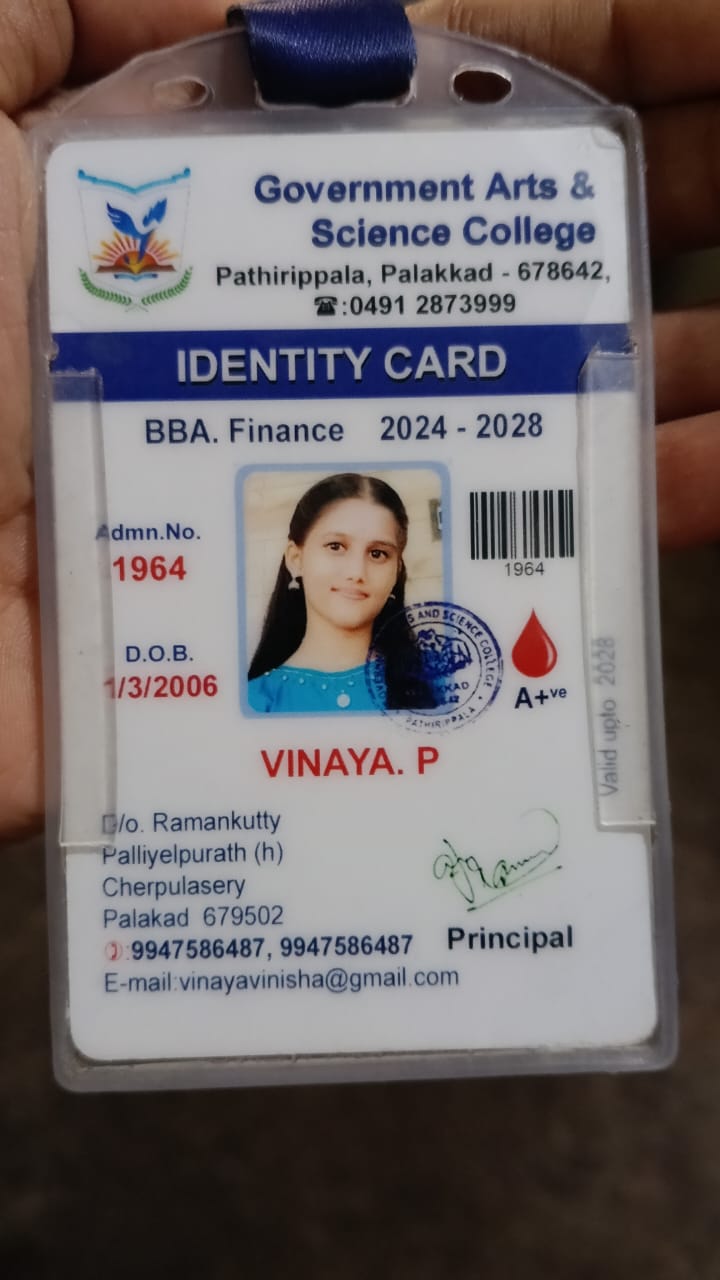 Government Arts &
Science College
Pathirippala, Palakkad - 678642,
☎:0491 2873999
IDENTITY CARD
BBA. Finance 2024 - 2028
Admn.No.
1964
1964
D.O.B.
1/3/2006
A+ve
Valid upto 2028
VINAYA. P
D/o. Ramankutty
Palliyelpurath (h)
Cherpulasery
Palakad 679502
✆:9947586487, 9947586487
Principal
E-mail:vinayavinisha@gmail.com